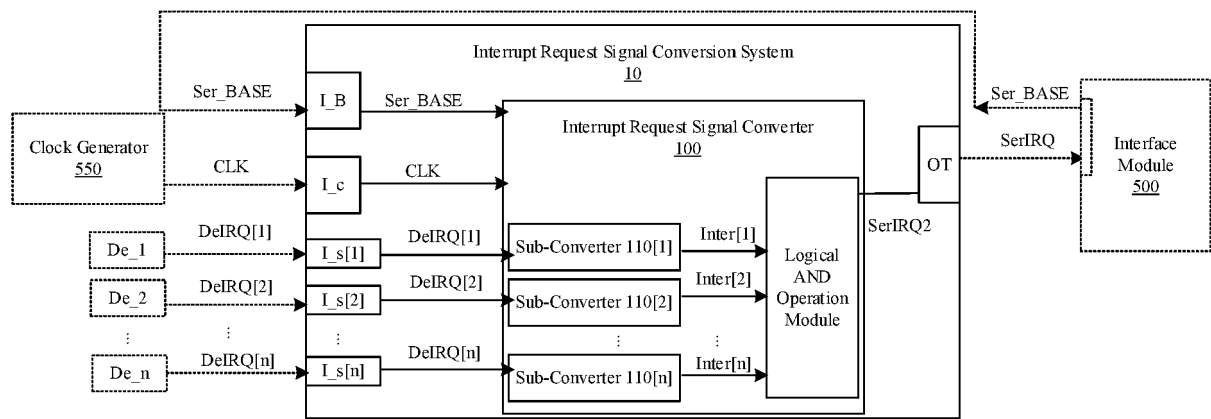 Interrupt Request Signal Conversion System
10
Ser_BASE
I_B
Ser_BASE
Ser_BASE
Clock Generator
550
CLK
I_c
CLK
Interrupt Request Signal Converter
100
OT
SerIRQ
Interface
Module
500
SerIRQ2
De_1
DeIRQ[1]
I_s[1]
DeIRQ[1]
Sub-Converter 110[1]
Inter[1]
De_2
DeIRQ[2]
I_s[2]
DeIRQ[2]
Sub-Converter 110[2]
Inter[2]
De_n
DeIRQ[n]
I_s[n]
DeIRQ[n]
Sub-Converter 110[n]
Inter[n]
Logical
AND
Operation
Module